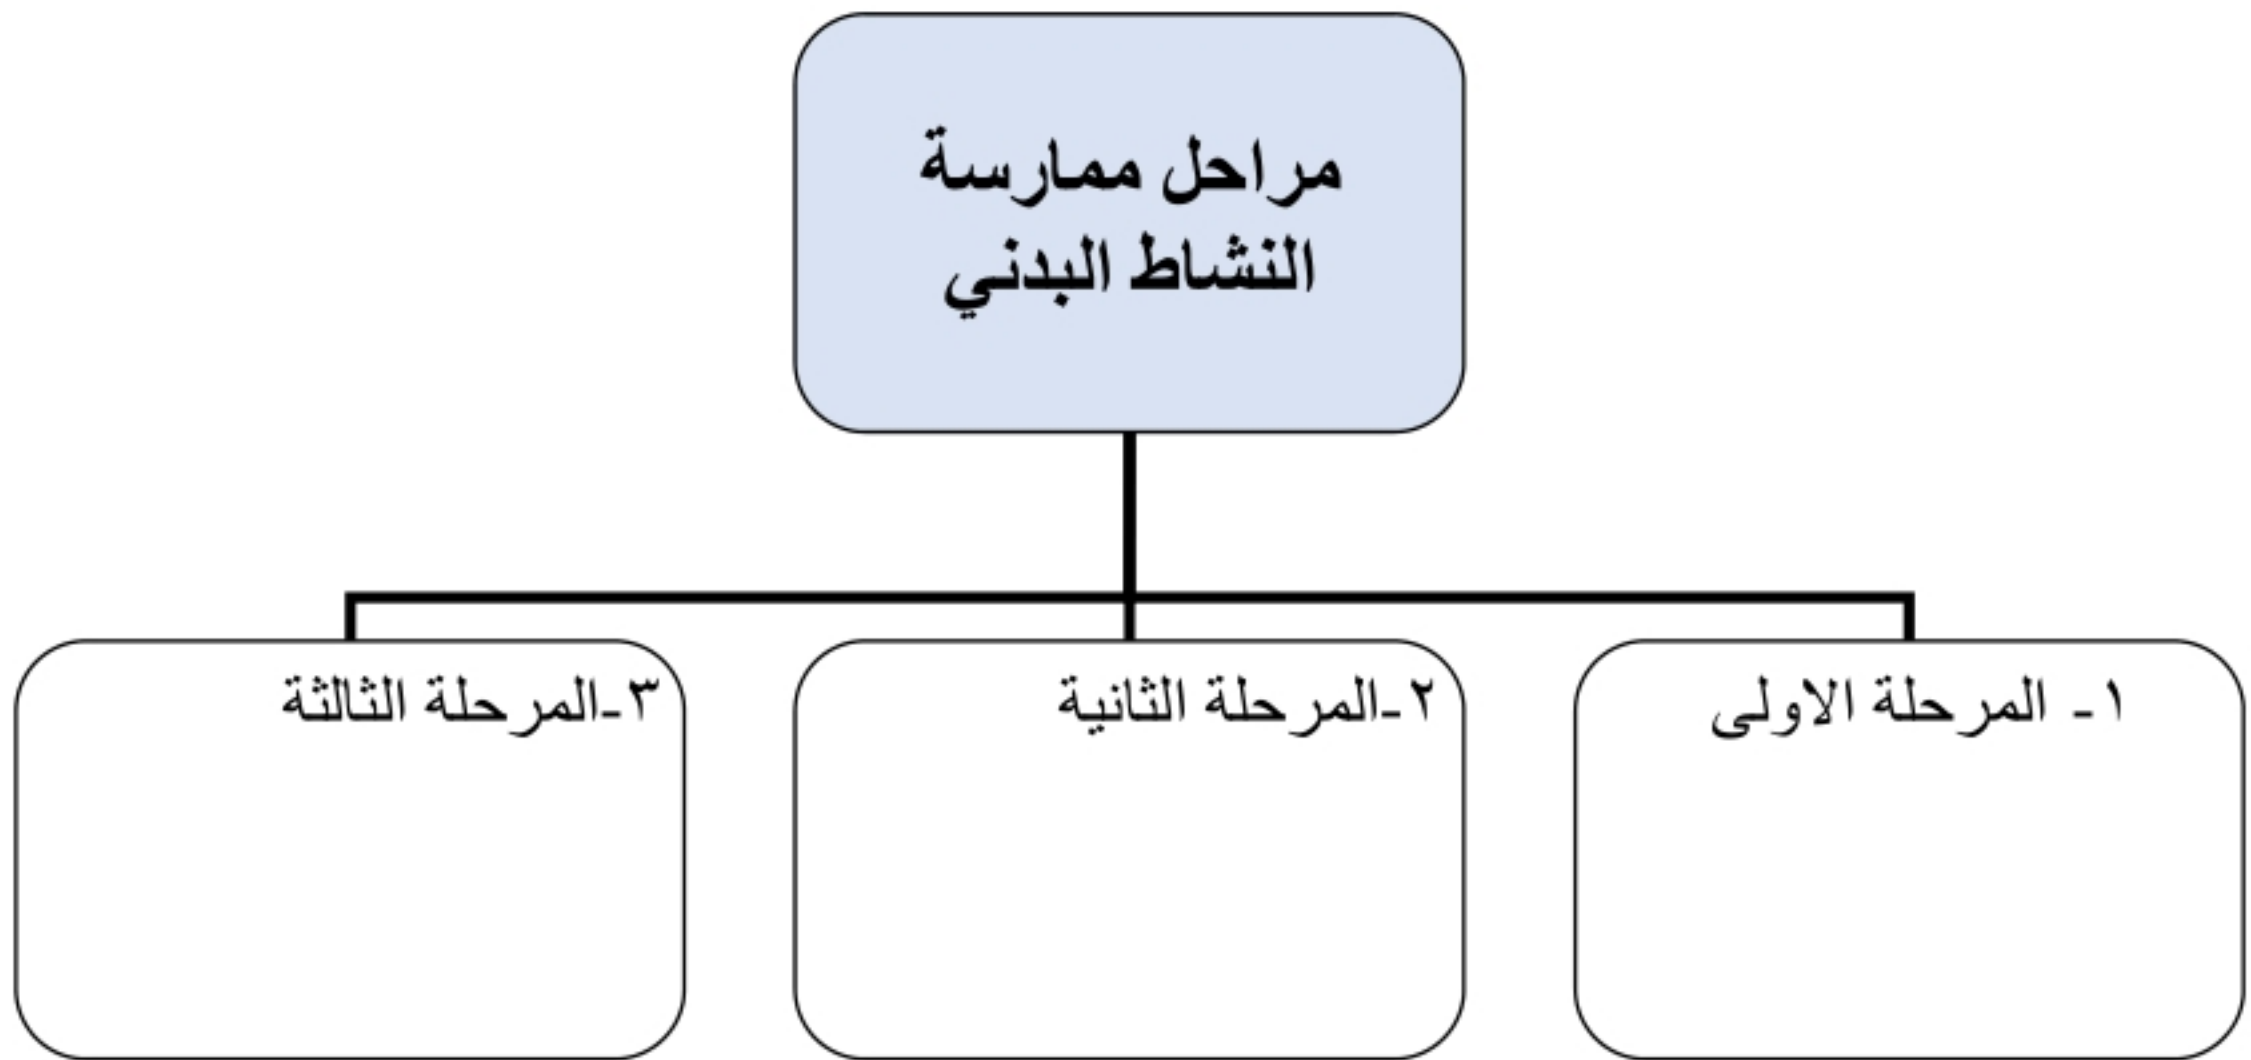 مراحل ممارسة
النشاط البدني
١- المرحلة الاولى
٢-المرحلة الثانية
٣-المرحلة الثالثة